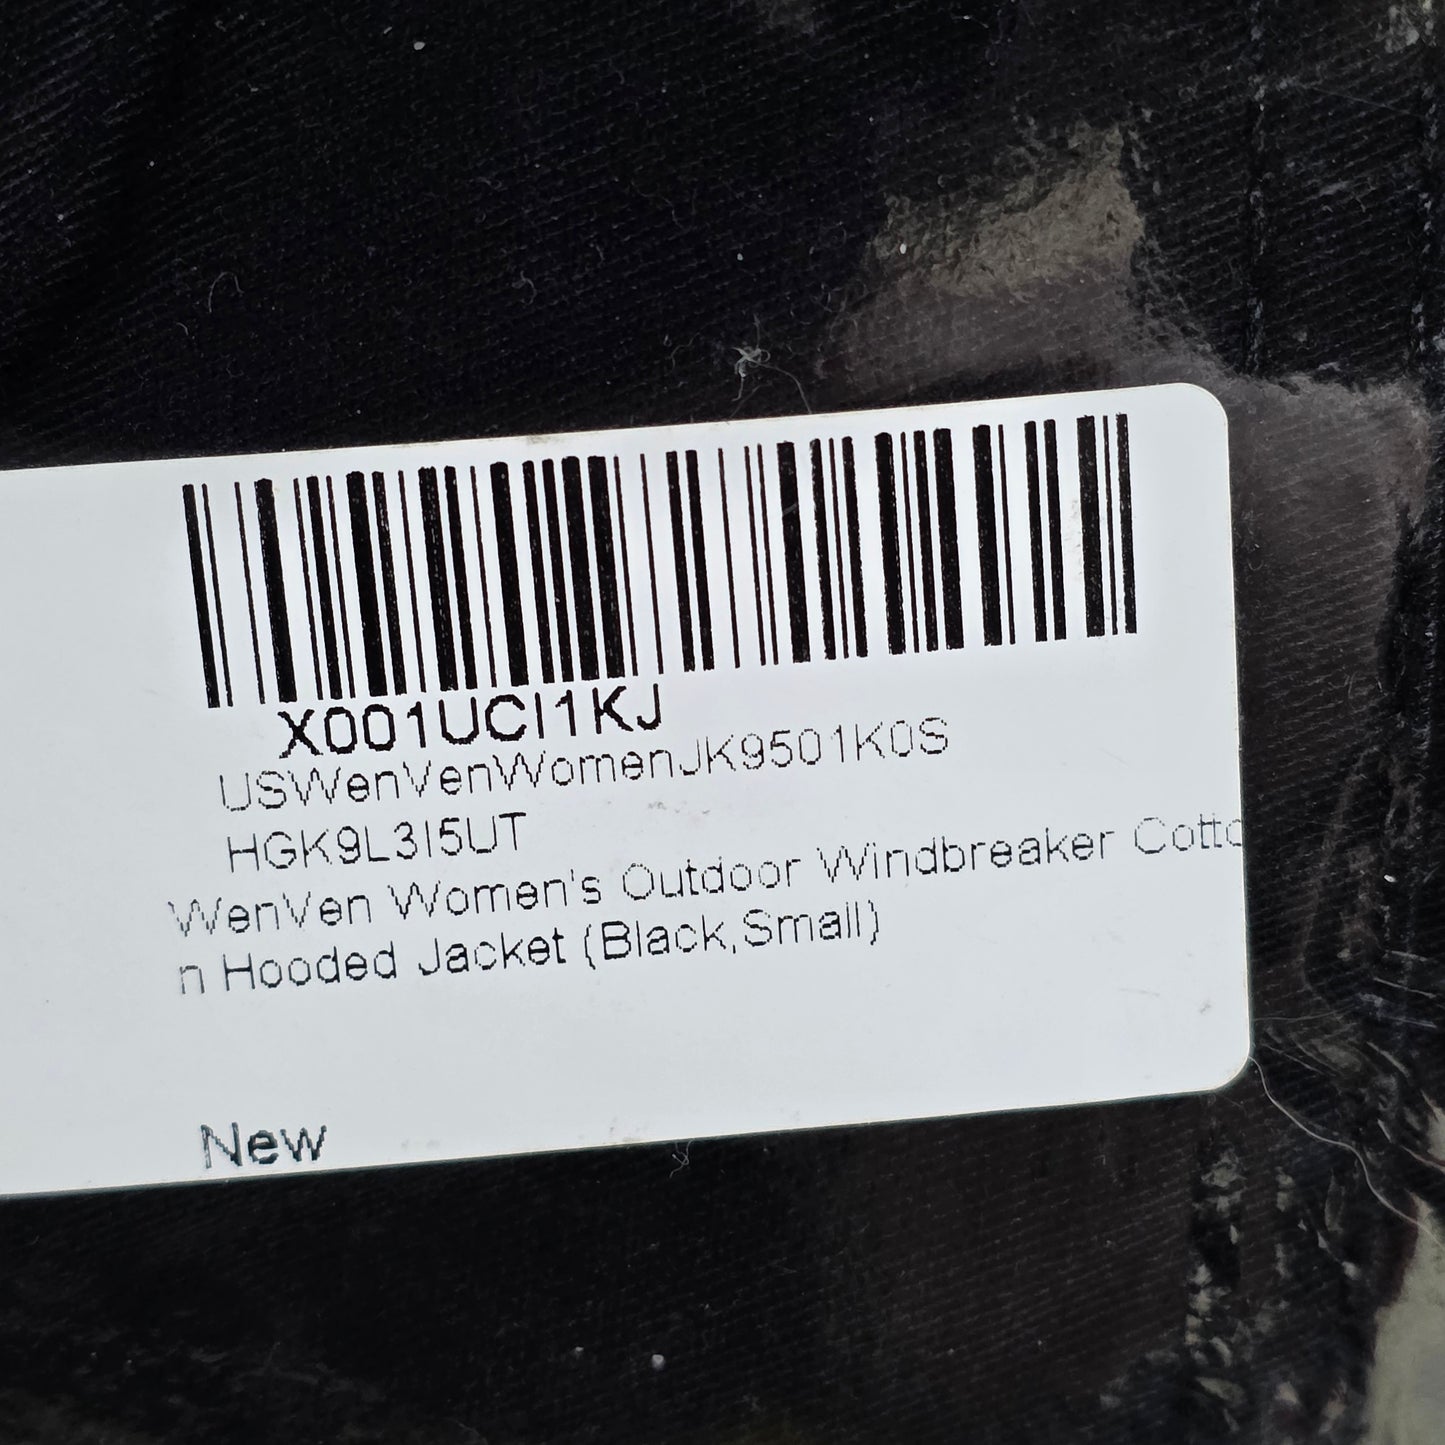 X001UCI1KJ
USWenVenWomenJK9501K0S
HGK9L3I5UT
WenVen Women's Outdoor Windbreaker Cotto
n Hooded Jacket (Black,Small)
New